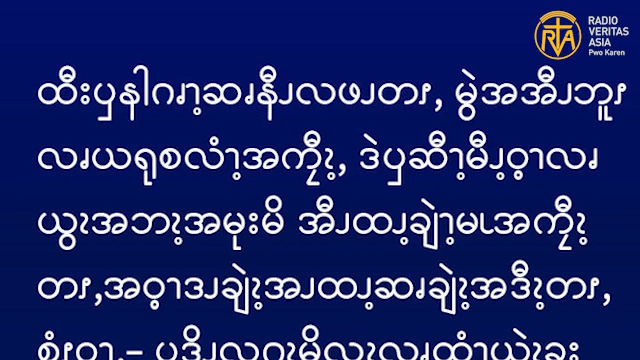 RADIO
VERITAS
ASIA
Pwo Karen
ထီးပှနါဂၩ့ဆၧနီၪလဖၪတၭ, မွဲအအီၪဘူၭ
လၧယရုစလံၫ့အကၠီၩ့, ဒဲပှဆီၫ့မီၪ့ဝ့ၫလၧ
ယွၩအဘၩ့အမုးမိ အီၪထၪ့ချဲၫ့မၬအကၠီၩ့
တၭ,အဝ့ၫဒၪချဲၩ့အၪထၪ့ဆၧချဲၩ့အဒီၩ့တၭ,